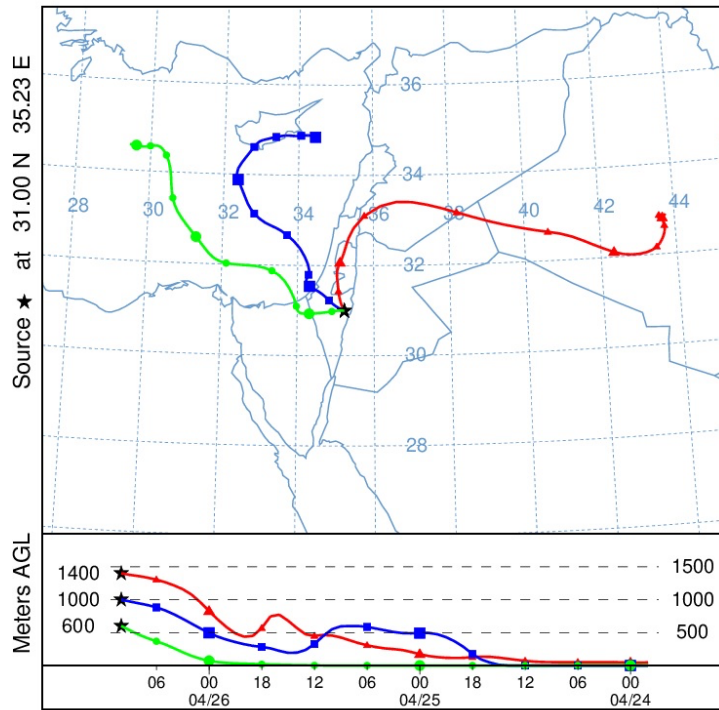 Source ★ at 31.00 N 35.23 E
36
34
28 30 32 34 36 38 40 42 44
32
30
28
Meters AGL
1400 1500
1000 1000
600 500
06 00 18 12 06 00 18 12 06 00
04/26 04/25 04/24